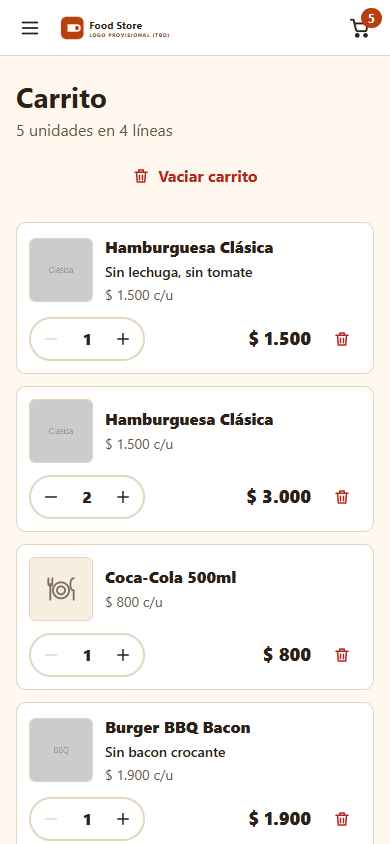 Food Store
LOGO PROVISIONAL (TBD)
5
Carrito
5 unidades en 4 líneas
Vaciar carrito
Clasica
Hamburguesa Clásica
Sin lechuga, sin tomate
$ 1.500 c/u
1
$ 1.500
Clasica
Hamburguesa Clásica
$ 1.500 c/u
2
$ 3.000
Coca-Cola 500ml
$ 800 c/u
1
$ 800
BBQ
Burger BBQ Bacon
Sin bacon crocante
$ 1.900 c/u
1
$ 1.900